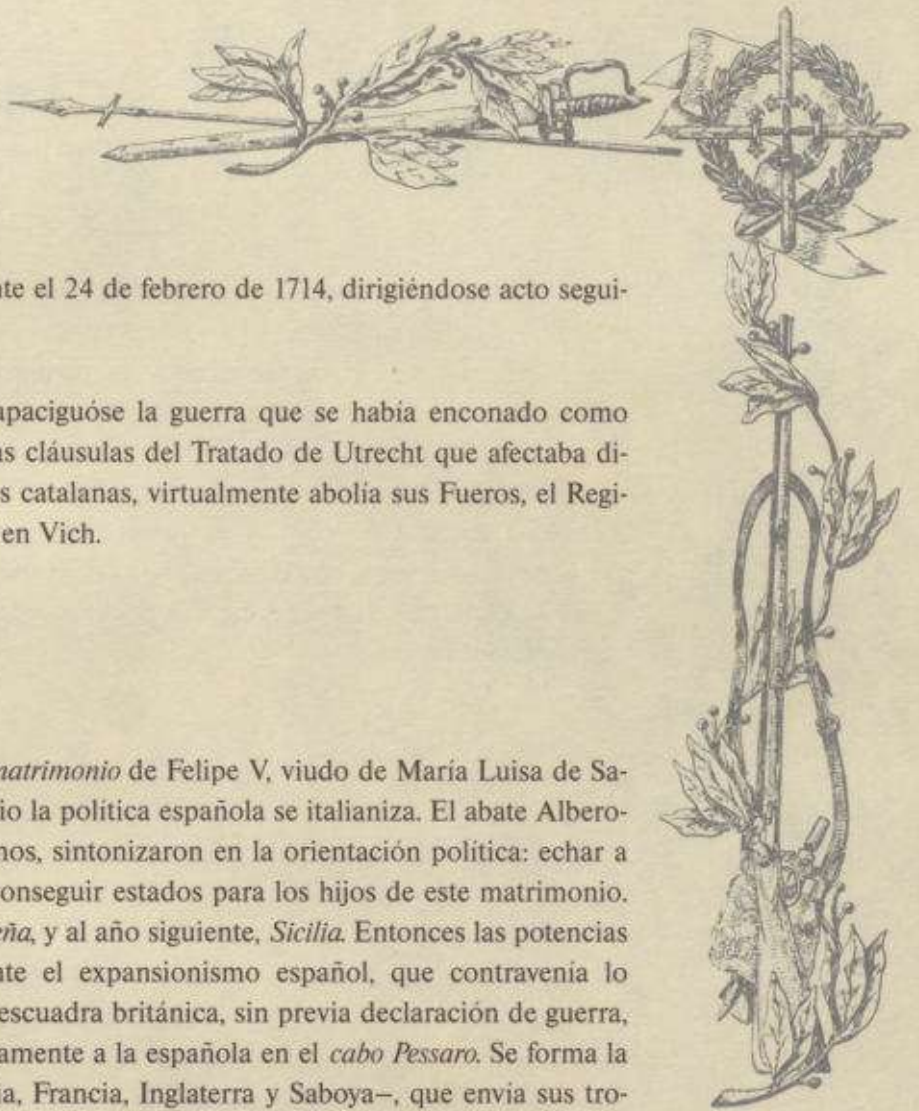 nte el 24 de febrero de 1714, dirigiéndose acto segui-
apaciguóse la guerra que se había enconado como
as cláusulas del Tratado de Utrecht que afectaba di-
s catalanas, virtualmente abolía sus Fueros, el Regi-
en Vich.
matrimonio de Felipe V, viudo de María Luisa de Sa-
io la política española se italianiza. El abate Albero-
nos, sintonizaron en la orientación política: echar a
onseguir estados para los hijos de este matrimonio.
eña, y al año siguiente, Sicilia. Entonces las potencias
nte el expansionismo español, que contravenía lo
escuadra británica, sin previa declaración de guerra,
amente a la española en el cabo Pessaro. Se forma la
ia, Francia, Inglaterra y Saboya–, que envía sus tro-